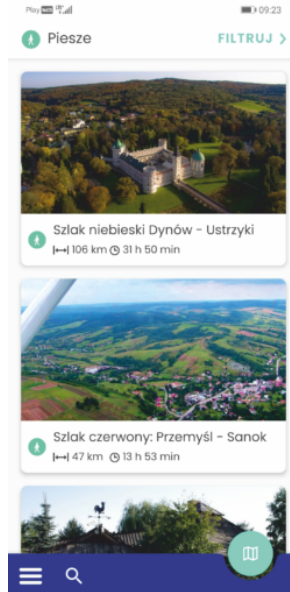 Play
09:23
Piesze
FILTRUJ
Szlak niebieski Dynów - Ustrzyki
106 km 31 h 50 min
Szlak czerwony: Przemyśl - Sanok
47 km 13 h 53 min